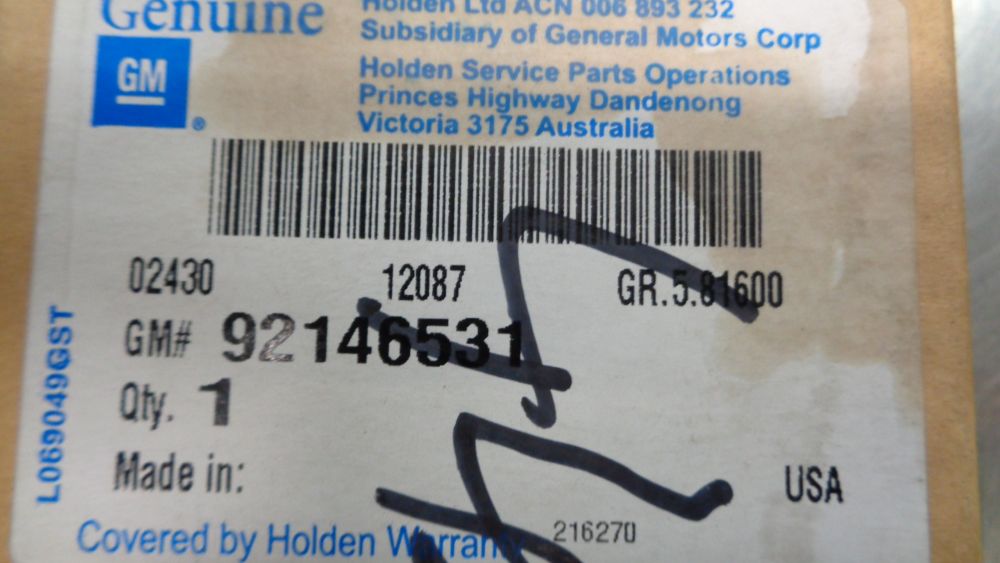 Genuine
GM
®
Holden Ltd ACN 006 893 232
Subsidiary of General Motors Corp
Holden Service Parts Operations
Princes Highway Dandenong
Victoria 3175 Australia
02430 12087 GR.5.81600
GM# 92146531
Qty. 1
Made in: USA
Covered by Holden Warranty 216270
L069049GST